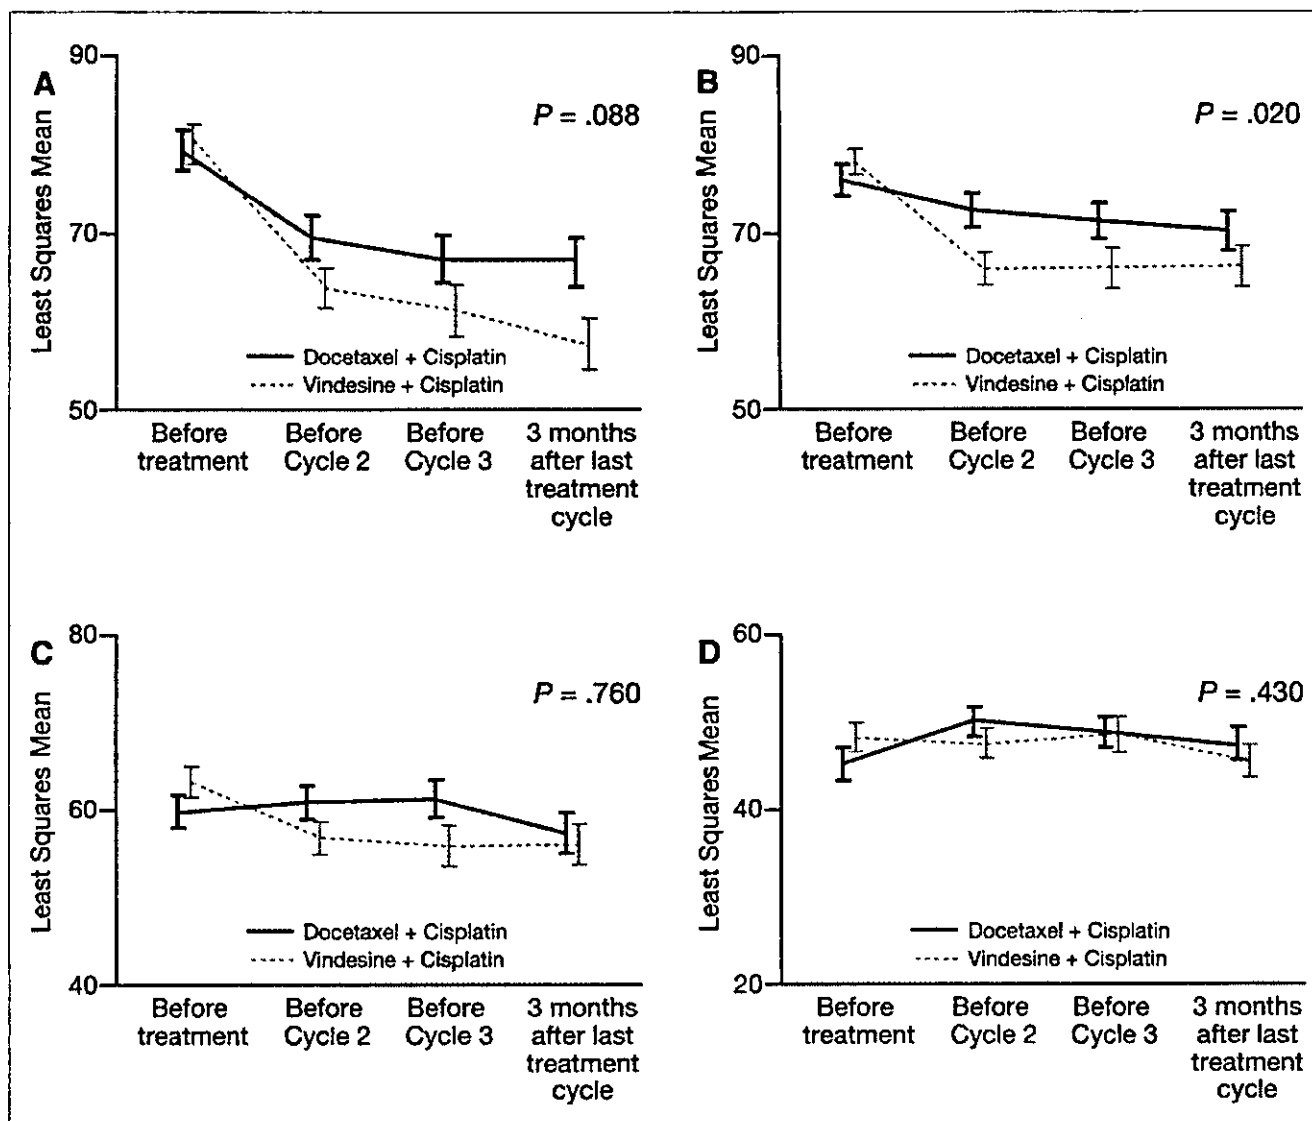 A
Least Squares Mean
90
70
50
P = .088
Docetaxel + Cisplatin
Vindesine + Cisplatin
Before
treatment
Before
Cycle 2
Before
Cycle 3
3 months
after last
treatment
cycle
B
Least Squares Mean
90
70
50
P = .020
Docetaxel + Cisplatin
Vindesine + Cisplatin
Before
treatment
Before
Cycle 2
Before
Cycle 3
3 months
after last
treatment
cycle
C
Least Squares Mean
80
60
40
P = .760
Docetaxel + Cisplatin
Vindesine + Cisplatin
Before
treatment
Before
Cycle 2
Before
Cycle 3
3 months
after last
treatment
cycle
D
Least Squares Mean
60
40
20
P = .430
Docetaxel + Cisplatin
Vindesine + Cisplatin
Before
treatment
Before
Cycle 2
Before
Cycle 3
3 months
after last
treatment
cycle